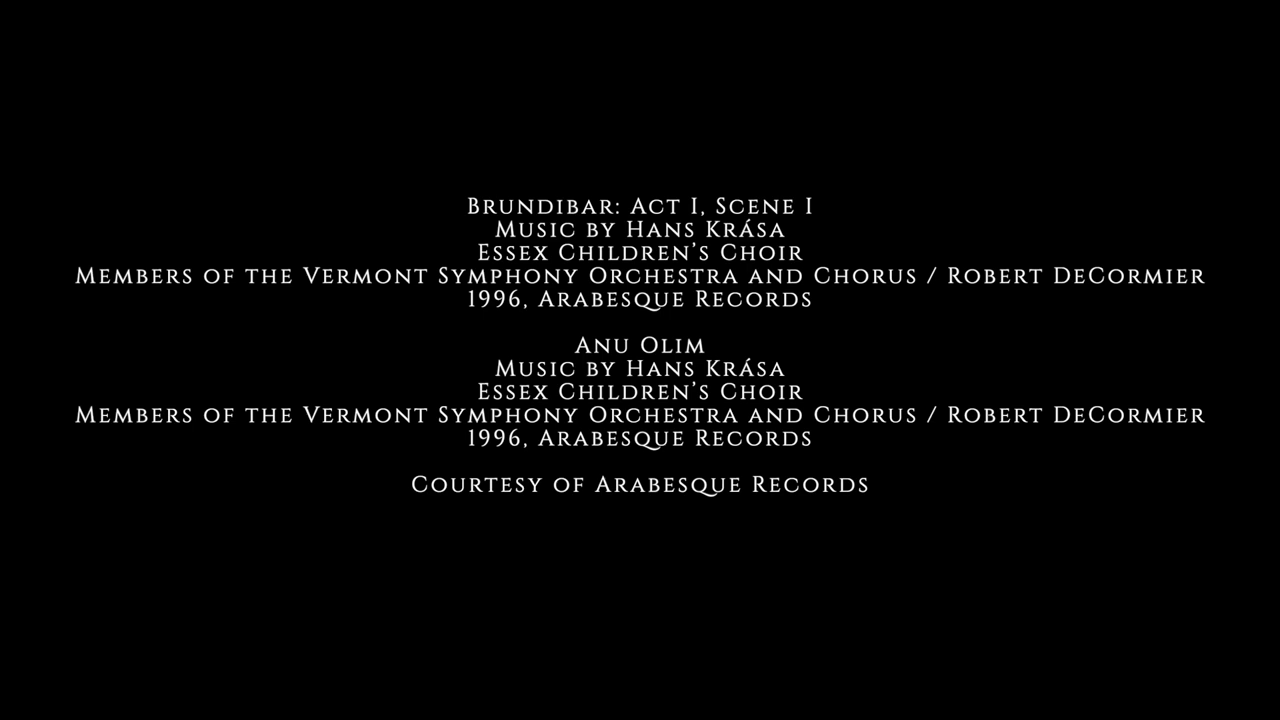 Brundibar: Act I, Scene I
Music by Hans Krása
Essex Children's Choir
Members of the Vermont Symphony Orchestra and Chorus / Robert DeCormier
1996, Arabesque Records
Anu Olim
Music by Hans Krása
Essex Children's Choir
Members of the Vermont Symphony Orchestra and Chorus / Robert DeCormier
1996, Arabesque Records
Courtesy of Arabesque Records